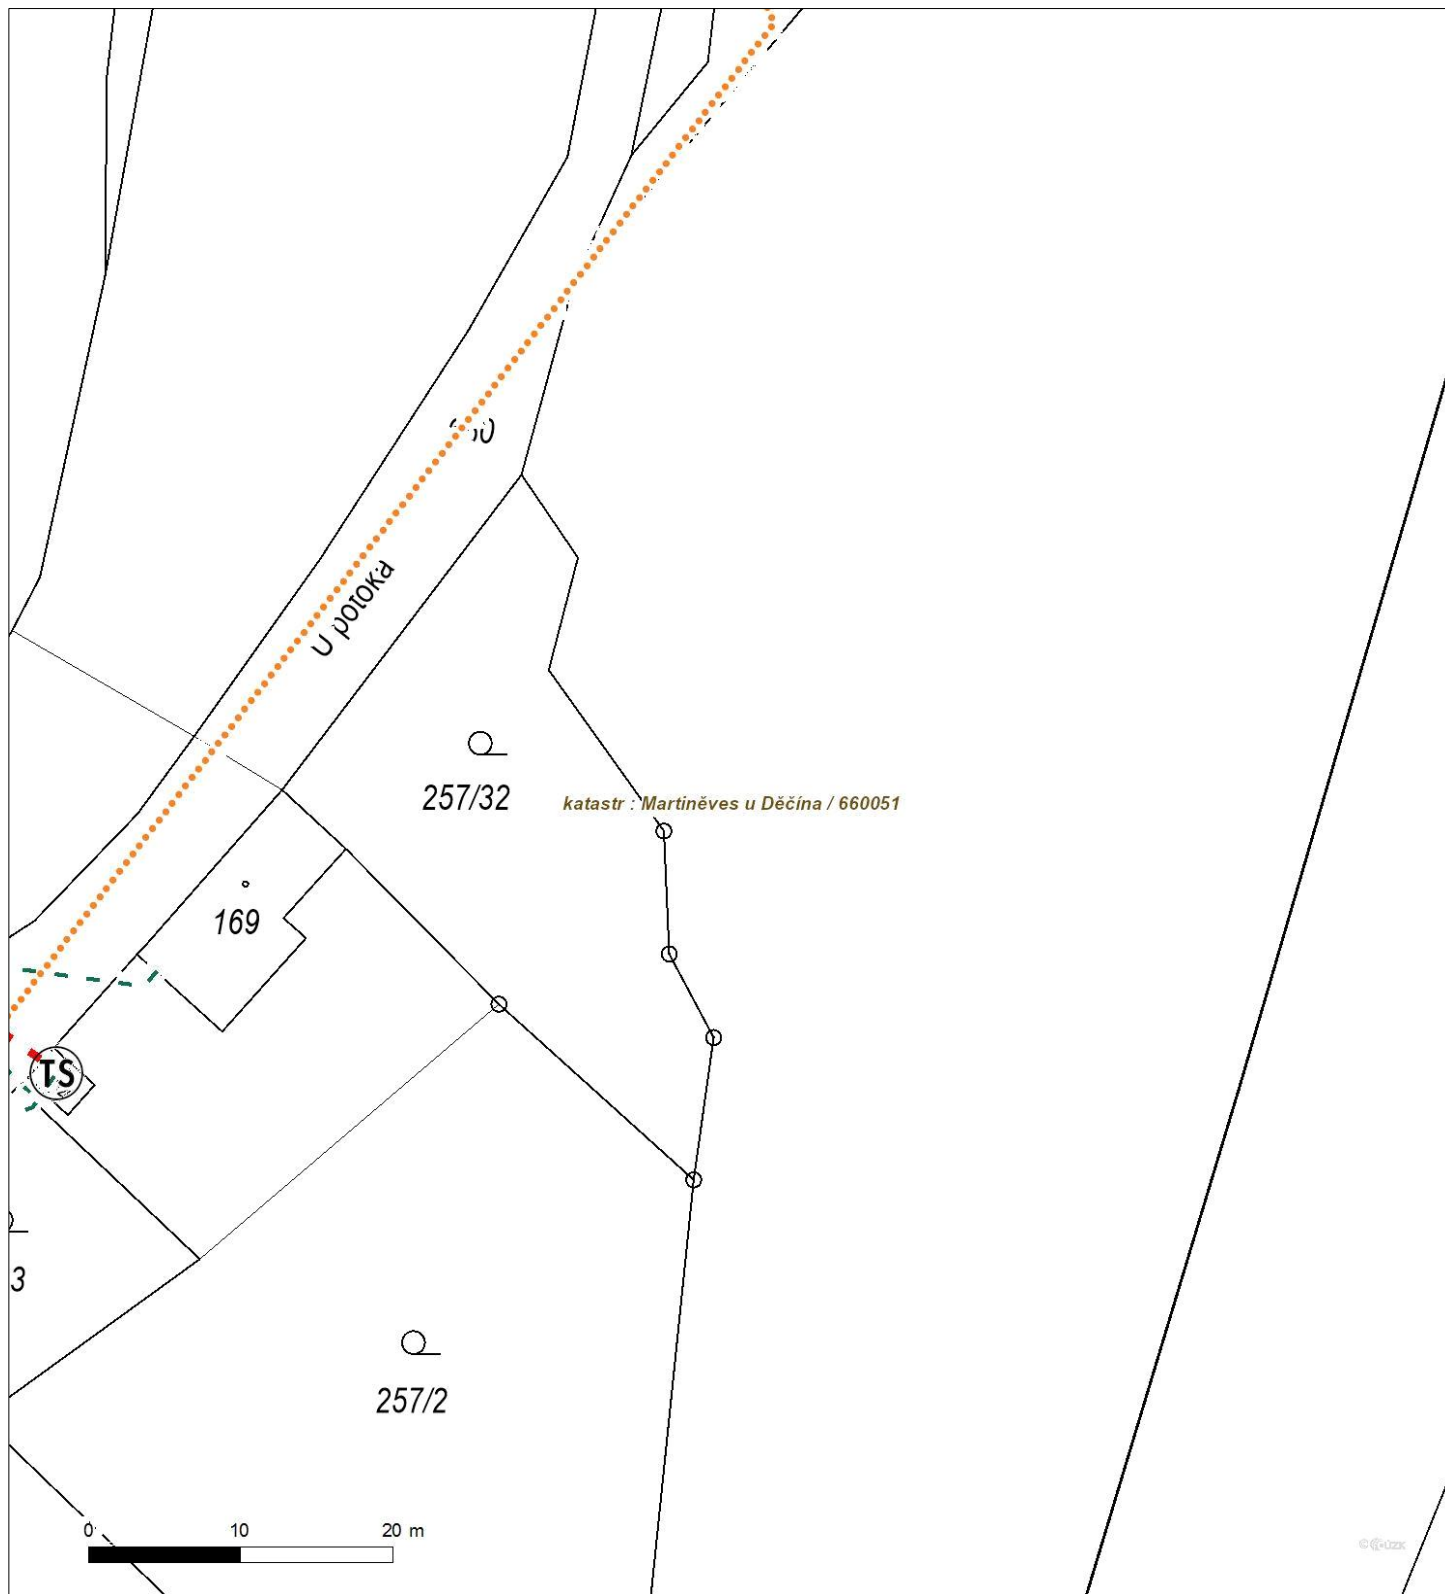 U potoka
257/32
katastr : Martiněves u Děčína / 660051
169
TS
3
257/2
0 10 20 m